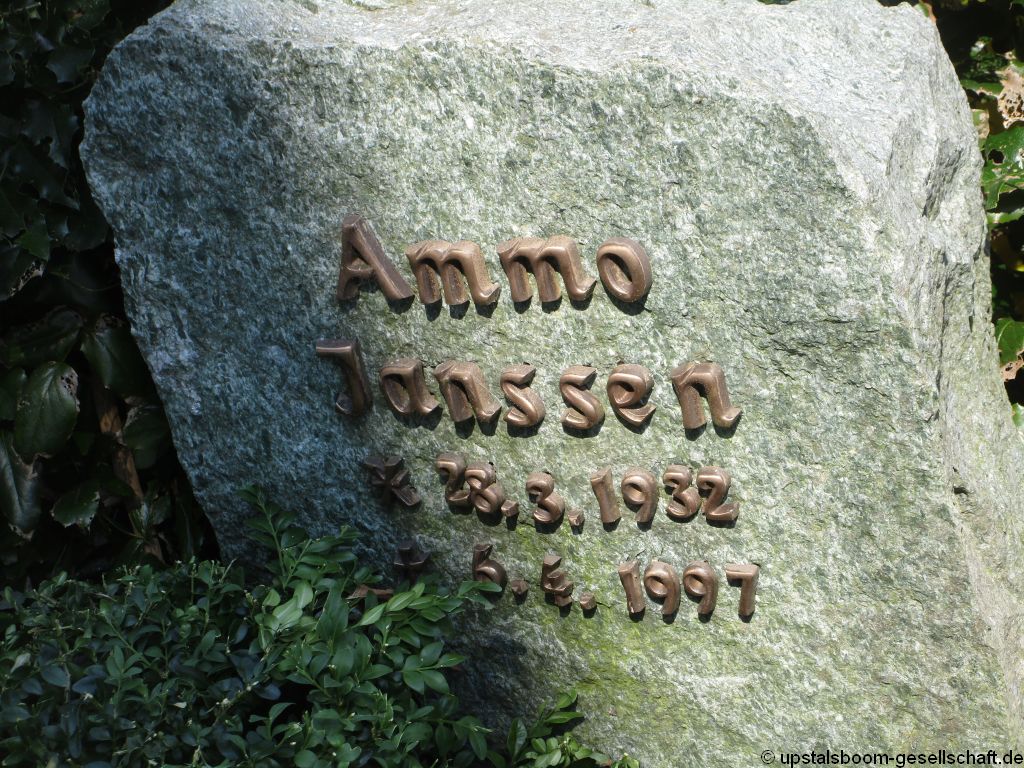 Ammo
Janssen
* 28.3.1932
† 6.4.1997
© upstalsboom-gesellschaft.de